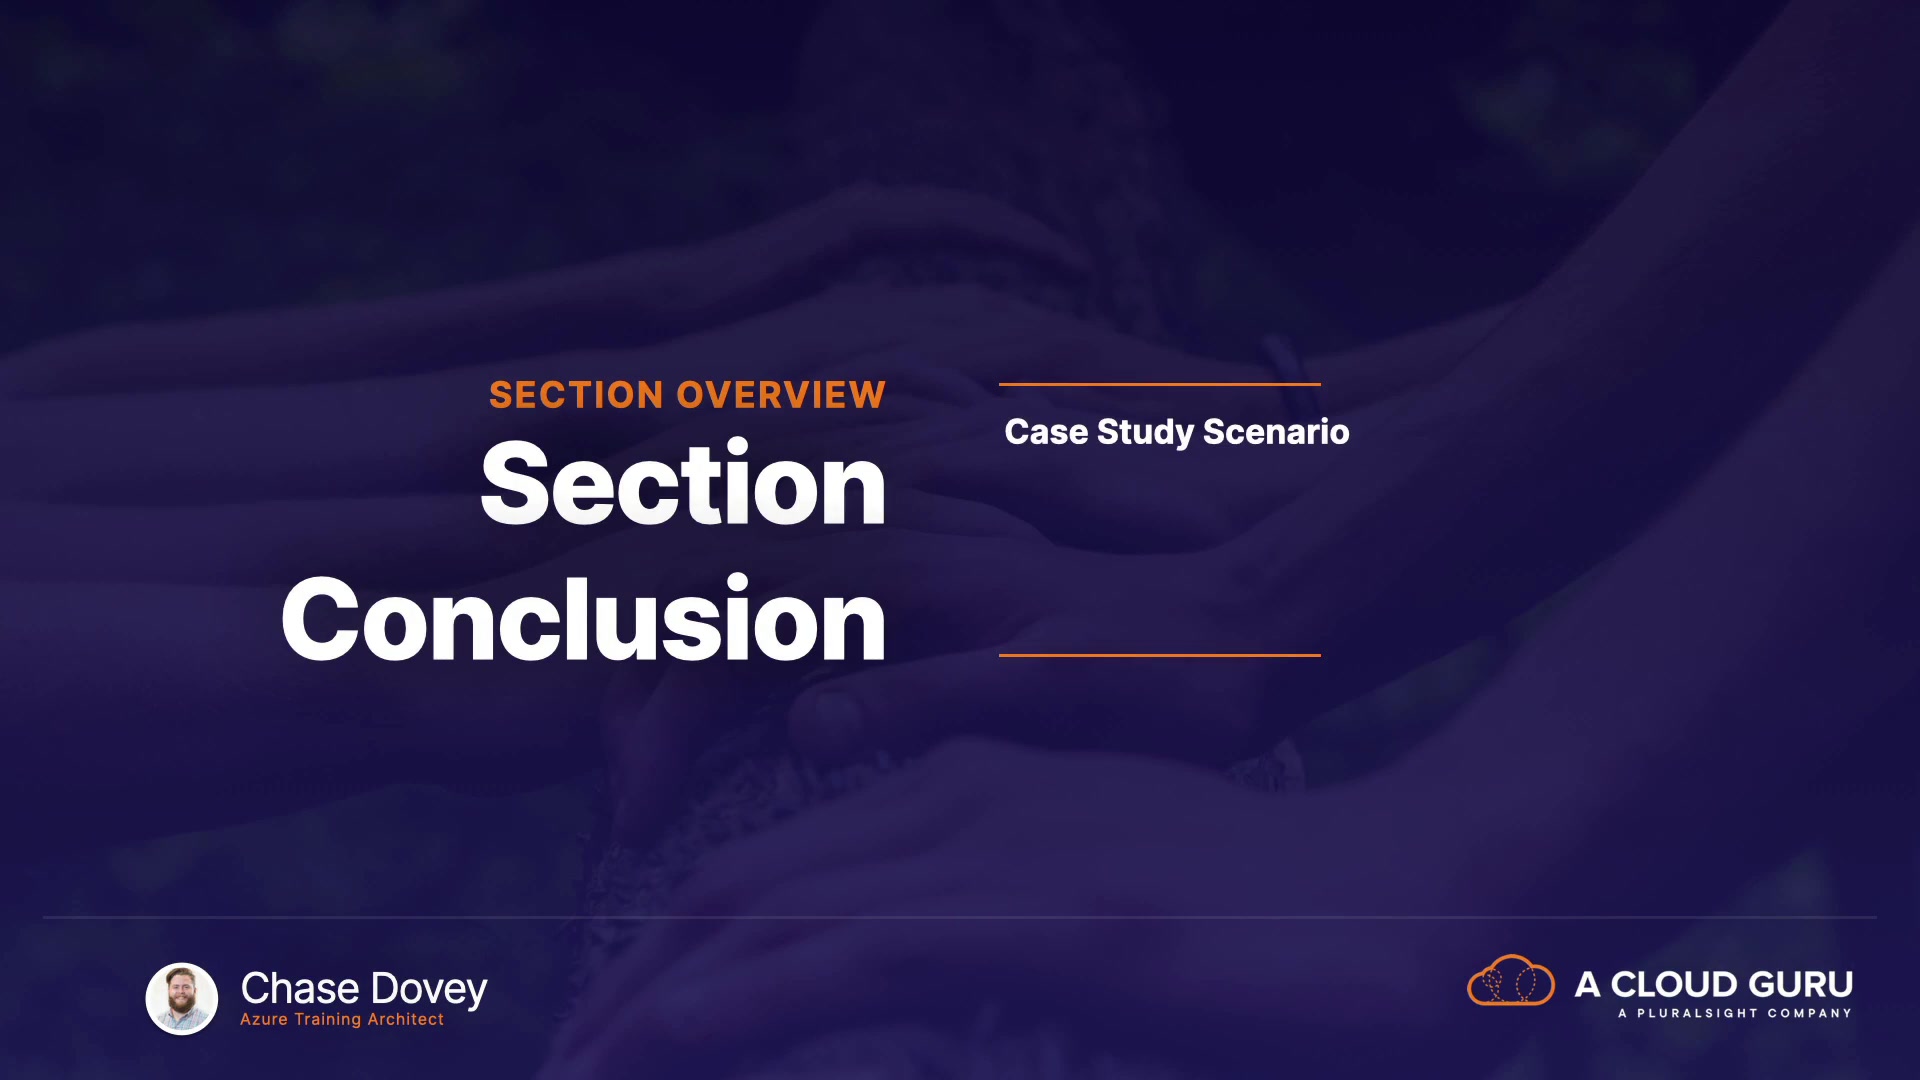 SECTION OVERVIEW
Section
Conclusion
Case Study Scenario
Chase Dovey
Azure Training Architect
A CLOUD GURU
A PLURALSIGHT COMPANY